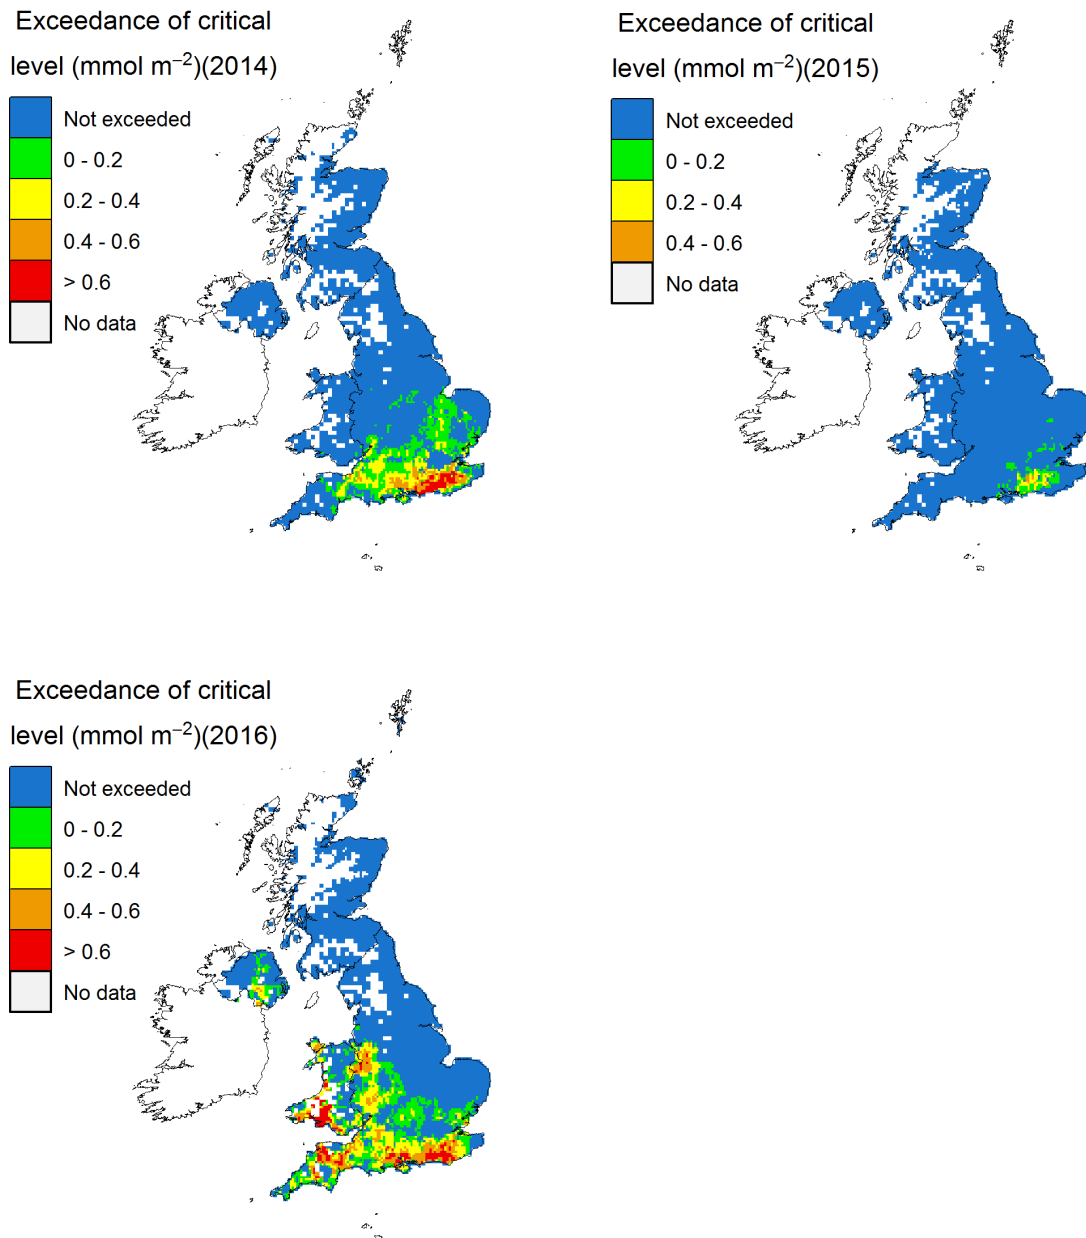 Exceedance of critical
level (mmol m⁻²)(2014)
Not exceeded
0 - 0.2
0.2 - 0.4
0.4 - 0.6
> 0.6
No data
Exceedance of critical
level (mmol m⁻²)(2015)
Not exceeded
0 - 0.2
0.2 - 0.4
0.4 - 0.6
No data
Exceedance of critical
level (mmol m⁻²)(2016)
Not exceeded
0 - 0.2
0.2 - 0.4
0.4 - 0.6
> 0.6
No data